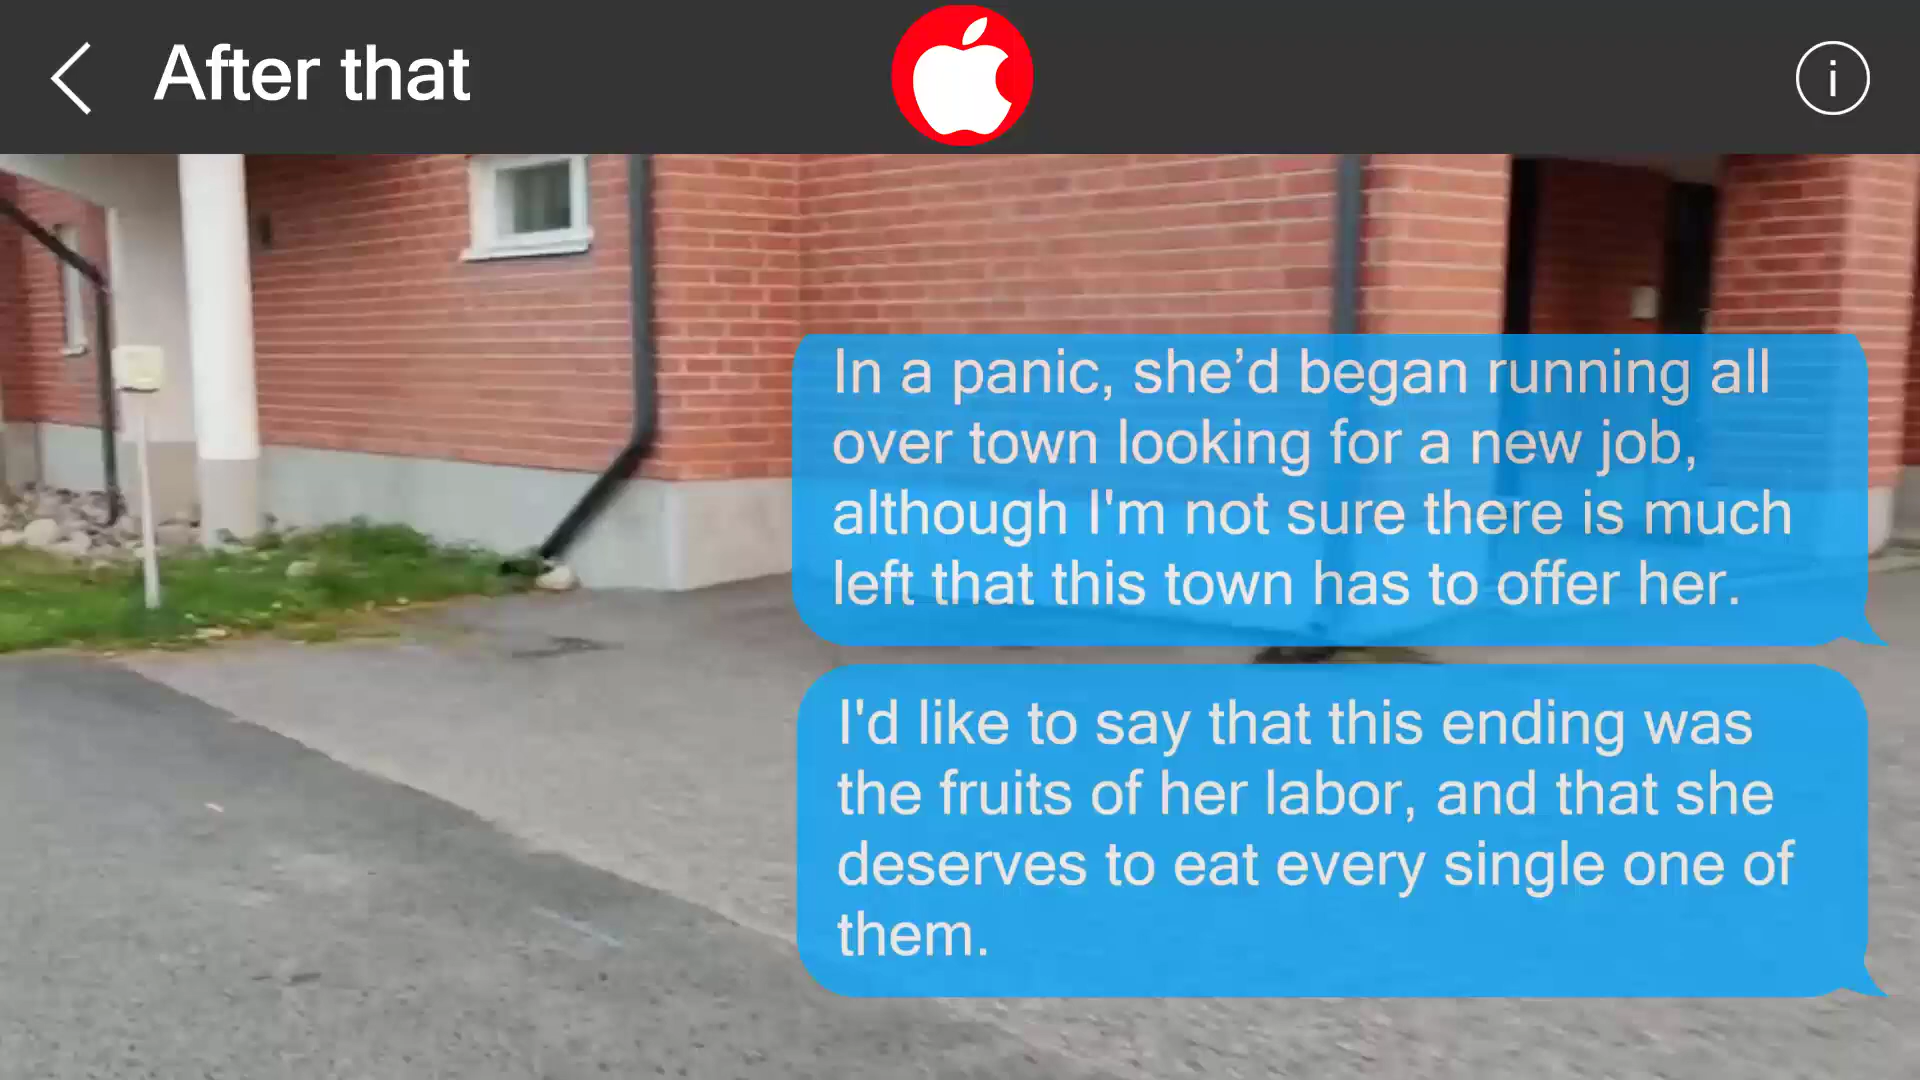 After that
i
In a panic, she’d began running all
over town looking for a new job,
although I'm not sure there is much
left that this town has to offer her.
I'd like to say that this ending was
the fruits of her labor, and that she
deserves to eat every single one of
them.